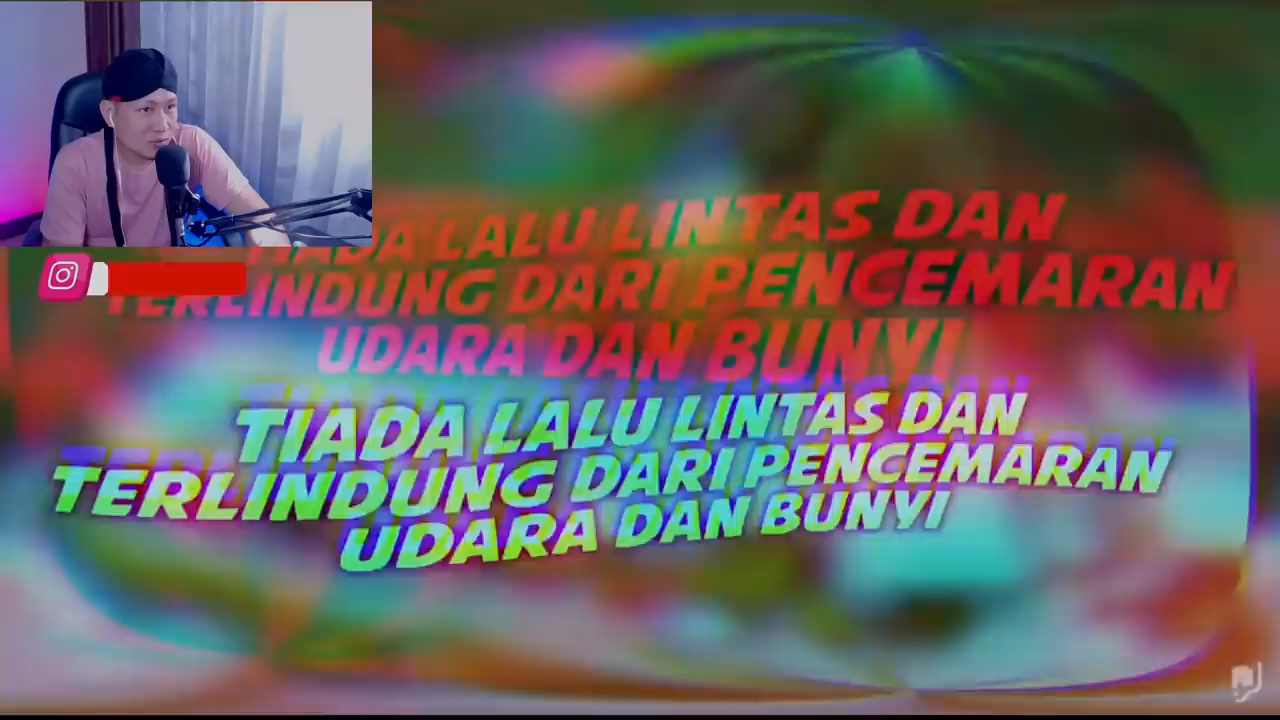 TIADA LALU LINTAS DAN
TERLINDUNG DARI PENCEMARAN
UDARA DAN BUNYI
TIADA LALU LINTAS DAN
TERLINDUNG DARI PENCEMARAN
UDARA DAN BUNYI